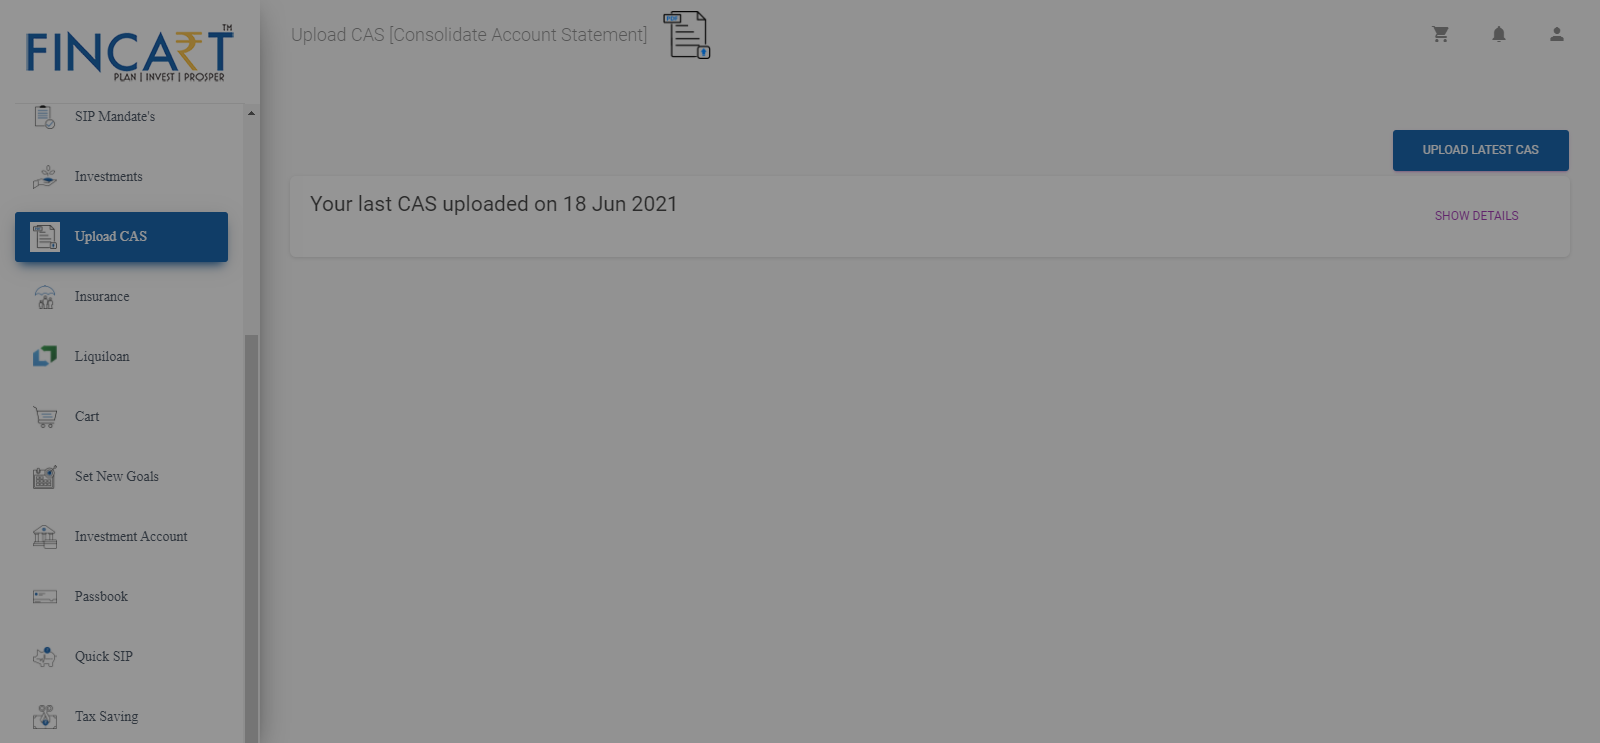 FINCART™
PLAN | INVEST | PROSPER
Upload CAS [Consolidate Account Statement]
PDF
SIP Mandate's
Investments
Upload CAS
Insurance
Liquiloan
Cart
Set New Goals
Investment Account
Passbook
Quick SIP
Tax Saving
UPLOAD LATEST CAS
Your last CAS uploaded on 18 Jun 2021
SHOW DETAILS